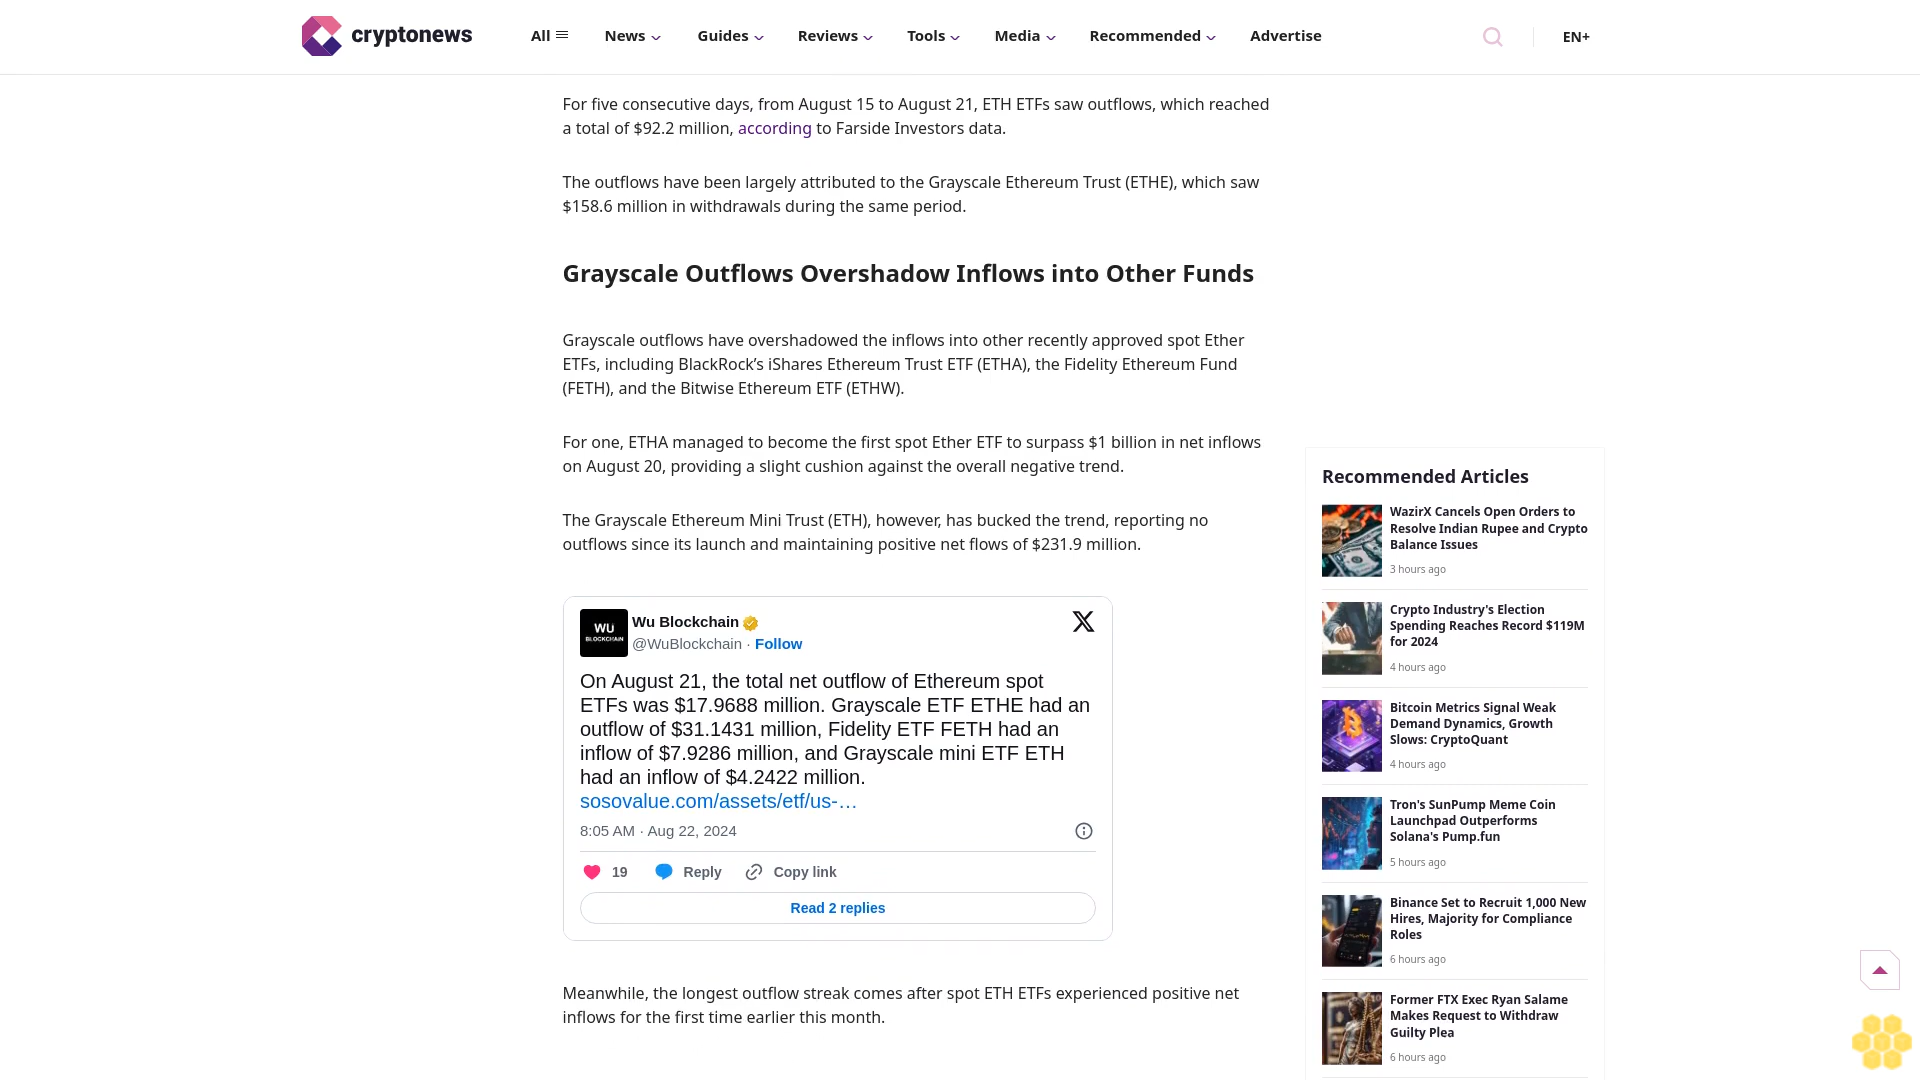 cryptonews
All
News
Guides
Reviews
Tools
Media
Recommended
Advertise
EN+
For five consecutive days, from August 15 to August 21, ETH ETFs saw outflows, which reached
a total of $92.2 million, according to Farside Investors data.
The outflows have been largely attributed to the Grayscale Ethereum Trust (ETHE), which saw
$158.6 million in withdrawals during the same period.
Grayscale Outflows Overshadow Inflows into Other Funds
Grayscale outflows have overshadowed the inflows into other recently approved spot Ether
ETFs, including BlackRock’s iShares Ethereum Trust ETF (ETHA), the Fidelity Ethereum Fund
(FETH), and the Bitwise Ethereum ETF (ETHW).
For one, ETHA managed to become the first spot Ether ETF to surpass $1 billion in net inflows
on August 20, providing a slight cushion against the overall negative trend.
The Grayscale Ethereum Mini Trust (ETH), however, has bucked the trend, reporting no
outflows since its launch and maintaining positive net flows of $231.9 million.
WU
BLOCKCHAIN
Wu Blockchain
@WuBlockchain · Follow
On August 21, the total net outflow of Ethereum spot
ETFs was $17.9688 million. Grayscale ETF ETHE had an
outflow of $31.1431 million, Fidelity ETF FETH had an
inflow of $7.9286 million, and Grayscale mini ETF ETH
had an inflow of $4.2422 million.
sosovalue.com/assets/etf/us-…
8:05 AM · Aug 22, 2024
19
Reply
Copy link
Read 2 replies
Meanwhile, the longest outflow streak comes after spot ETH ETFs experienced positive net
inflows for the first time earlier this month.
Recommended Articles
WazirX Cancels Open Orders to
Resolve Indian Rupee and Crypto
Balance Issues
3 hours ago
Crypto Industry's Election
Spending Reaches Record $119M
for 2024
4 hours ago
Bitcoin Metrics Signal Weak
Demand Dynamics, Growth
Slows: CryptoQuant
4 hours ago
Tron's SunPump Meme Coin
Launchpad Outperforms
Solana's Pump.fun
5 hours ago
Binance Set to Recruit 1,000 New
Hires, Majority for Compliance
Roles
6 hours ago
Former FTX Exec Ryan Salame
Makes Request to Withdraw
Guilty Plea
6 hours ago